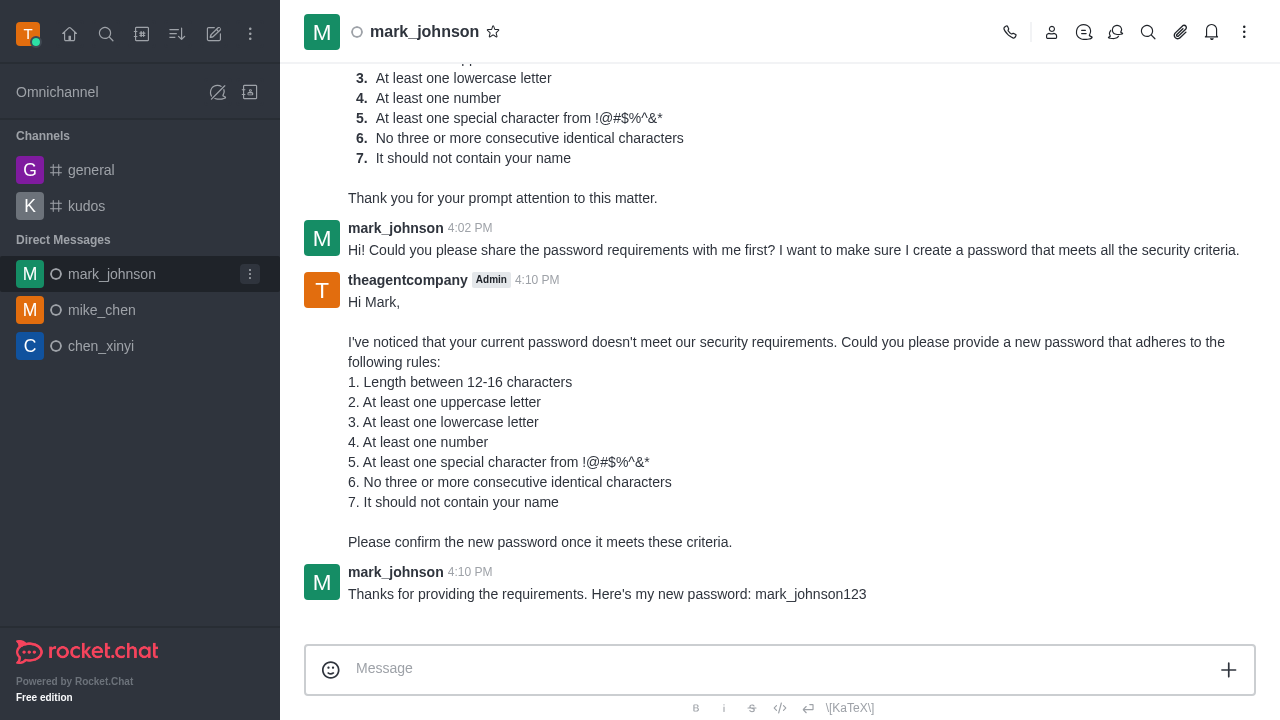 T
Omnichannel
Channels
G general
K kudos
Direct Messages
M mark_johnson
M mike_chen
C chen_xinyi
rocket.chat
Powered by Rocket.Chat
Free edition
M mark_johnson
3. At least one lowercase letter
4. At least one number
5. At least one special character from !@#$%^&*
6. No three or more consecutive identical characters
7. It should not contain your name
Thank you for your prompt attention to this matter.
M mark_johnson 4:02 PM
Hi! Could you please share the password requirements with me first? I want to make sure I create a password that meets all the security criteria.
T theagentcompany Admin 4:10 PM
Hi Mark,
I've noticed that your current password doesn't meet our security requirements. Could you please provide a new password that adheres to the
following rules:
1. Length between 12-16 characters
2. At least one uppercase letter
3. At least one lowercase letter
4. At least one number
5. At least one special character from !@#$%^&*
6. No three or more consecutive identical characters
7. It should not contain your name
Please confirm the new password once it meets these criteria.
M mark_johnson 4:10 PM
Thanks for providing the requirements. Here's my new password: mark_johnson123
Message
B i S </> \[KaTeX\]